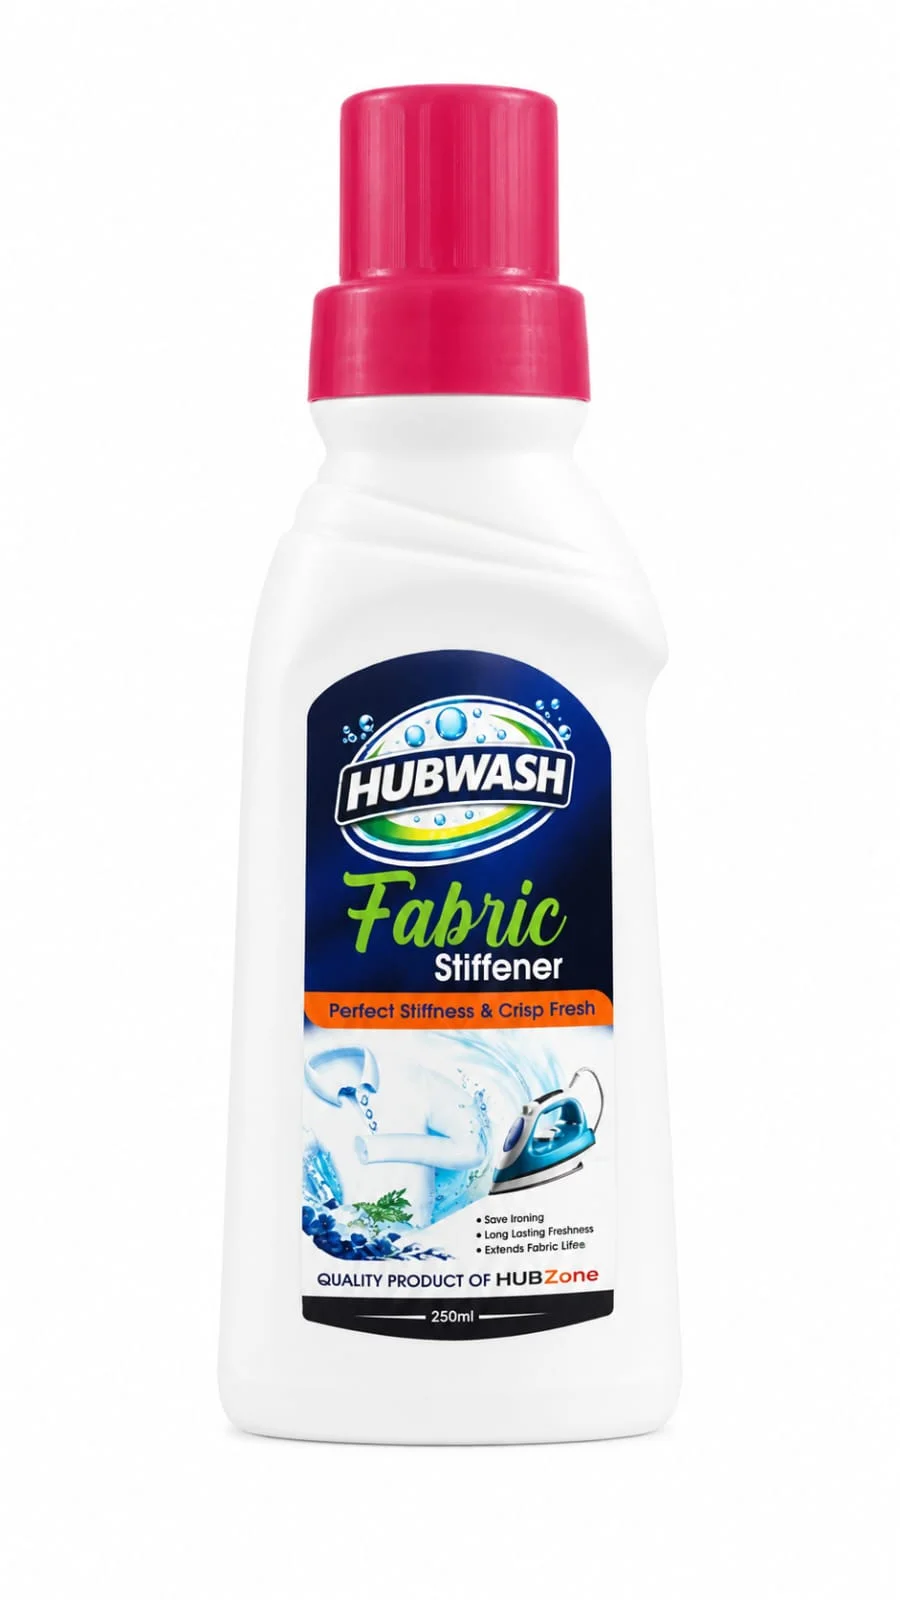 HUBWASH
Fabric
Stiffener
Perfect Stiffness & Crisp Fresh
• Save Ironing
• Long Lasting Freshness
• Extends Fabric Lifee
QUALITY PRODUCT OF HUBZone
250ml